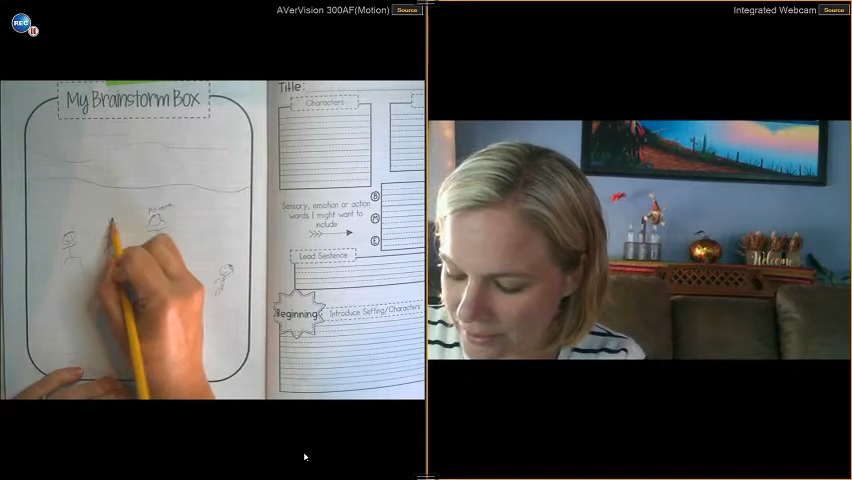 AVerVision 300AF(Motion) Source
Integrated Webcam Source
REC
My Brainstorm Box
Title:
Characters
Sensory, emotion or action
words I might want to
include
B
M
E
Lead Sentence
Beginning
Introduce Setting/Characters